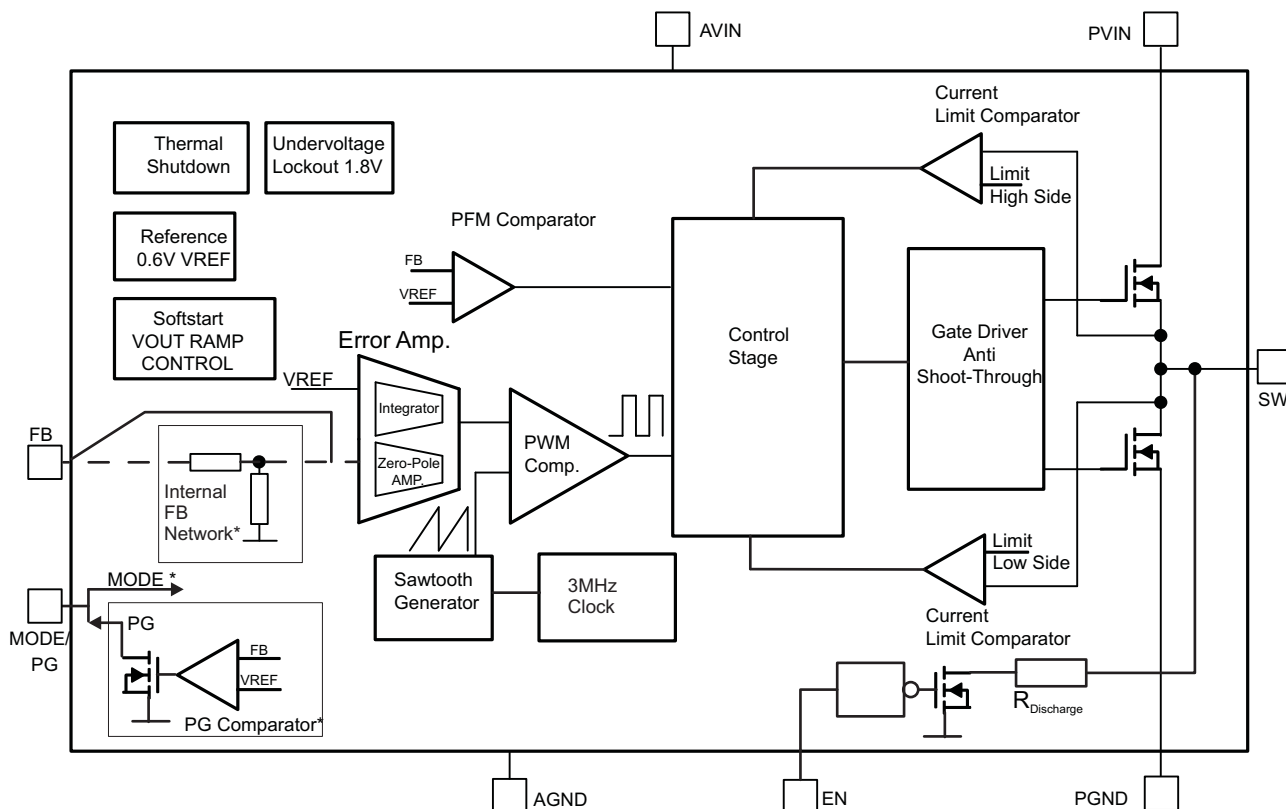 AVIN
PVIN
Current
Limit Comparator
Thermal
Shutdown
Undervoltage
Lockout 1.8V
Limit
High Side
PFM Comparator
Reference
0.6V VREF
FB
VREF
Softstart
VOUT RAMP
CONTROL
Error Amp.
Control
Stage
Gate Driver
Anti
Shoot-Through
VREF
Integrator
SW
FB
PWM
Comp.
Zero-Pole
AMP.
Internal
FB
Network*
Limit
Low Side
MODE *
Sawtooth
Generator
3MHz
Clock
MODE/
PG
PG
Current
Limit Comparator
FB
VREF
PG Comparator*
RDischarge
AGND
EN
PGND